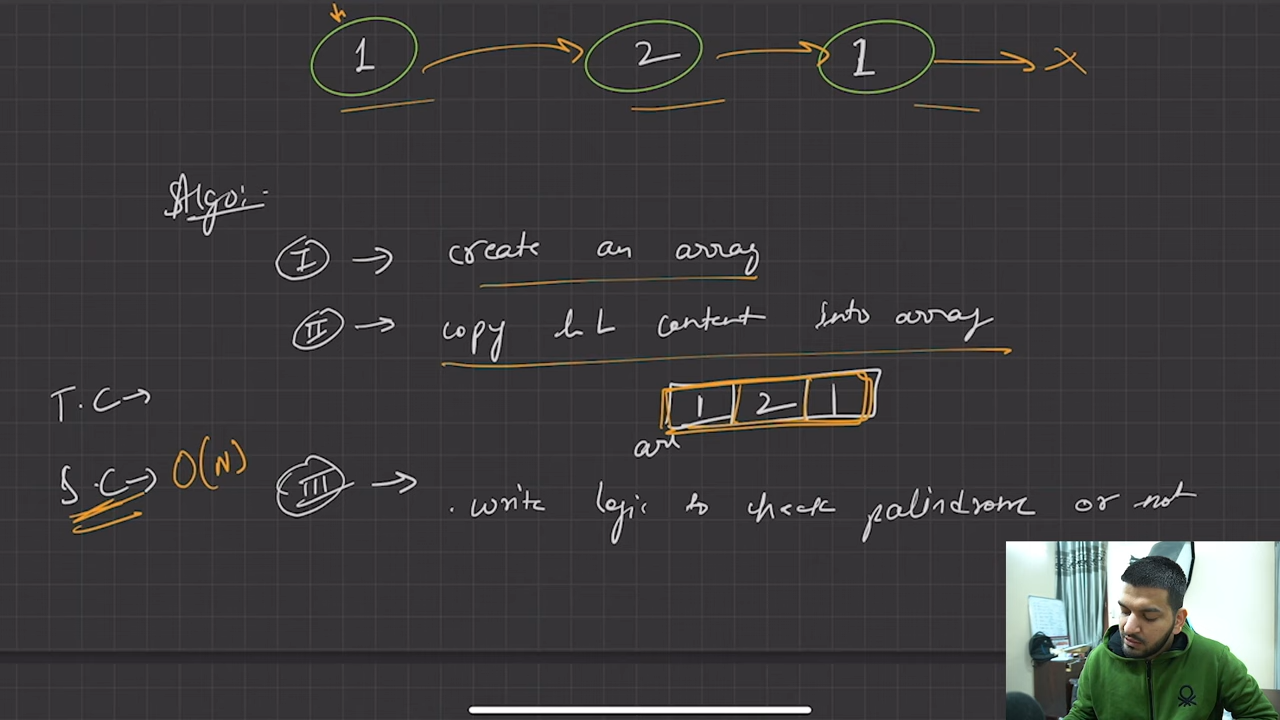 1 2 1 X
Algo:-
I → create an array
II → copy LL content into array
T.C →
1 2 1
arr
S.C → O(N)
III → write logic to check palindrome or not